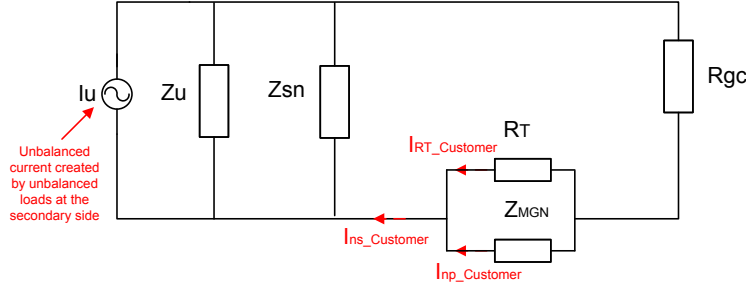 Iu
Zu
Zsn
Rgc
Unbalanced
current created
by unbalanced
loads at the
secondary side
IRT_Customer
RT
ZMGN
Ins_Customer
Inp_Customer